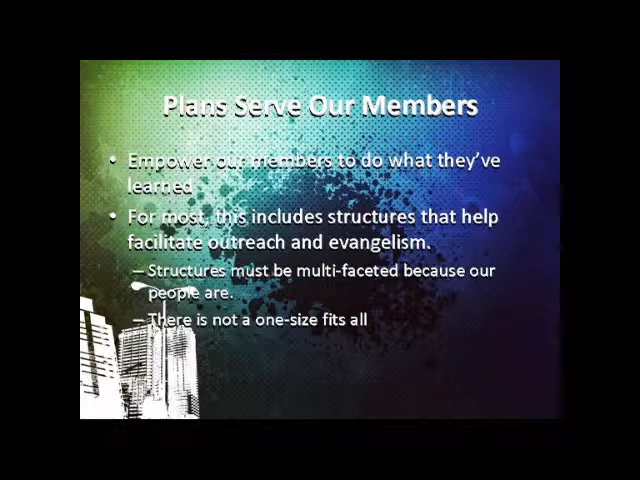 Plans Serve Our Members
• Empower our members to do what they've
learned
• For most, this includes structures that help
facilitate outreach and evangelism.
– Structures must be multi-faceted because our
people are.
– There is not a one-size fits all